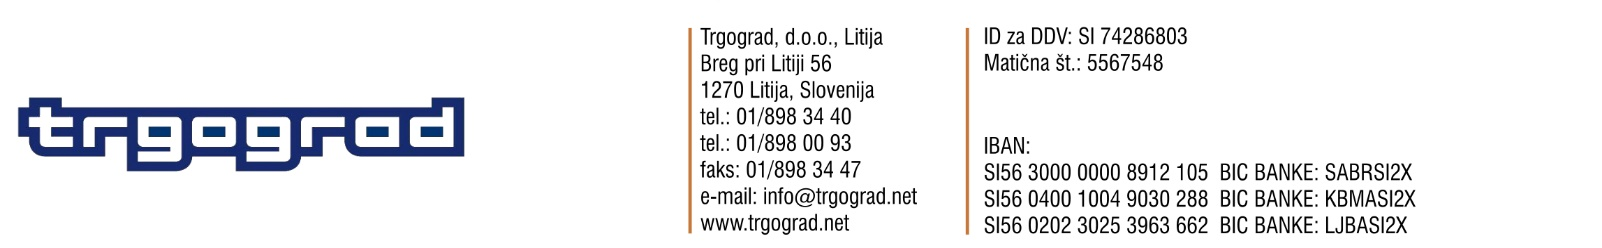 trgograd
Trgograd, d.o.o., Litija
Breg pri Litiji 56
1270 Litija, Slovenija
tel.: 01/898 34 40
tel.: 01/898 00 93
faks: 01/898 34 47
e-mail: info@trgograd.net
www.trgograd.net
ID za DDV: SI 74286803
Matična št.: 5567548
IBAN:
SI56 3000 0000 8912 105 BIC BANKE: SABRSI2X
SI56 0400 1004 9030 288 BIC BANKE: KBMASI2X
SI56 0202 3025 3963 662 BIC BANKE: LJBASI2X